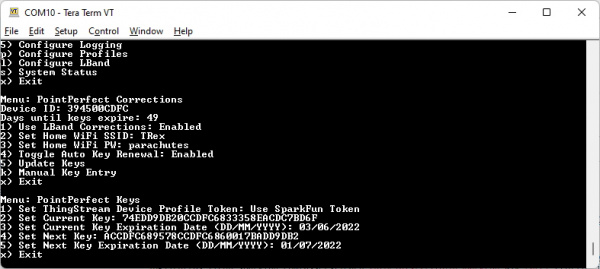 COM10 - Tera Term VT
File Edit Setup Control Window Help
5) Configure Logging
p) Configure Profiles
l) Configure LBand
s) System Status
x) Exit
Menu: PointPerfect Corrections
Device ID: 394500CDFC
Days until keys expire: 49
1) Use LBand Corrections: Enabled
2) Set Home WiFi SSID: TRex
3) Set Home WiFi PW: parachutes
4) Toggle Auto Key Renewal: Enabled
5) Update Keys
k) Manual Key Entry
x) Exit
Menu: PointPerfect Keys
1) Set ThingStream Device Profile Token: Use SparkFun Token
2) Set Current Key: 74EDD9DB20CCDFC6833358EACDC7BD6F
3) Set Current Key Expiration Date (DD/MM/YYYY): 03/06/2022
4) Set Next Key: ACCDFC689578CCDFC6860017BADD9DB2
5) Set Next Key Expiration Date (DD/MM/YYYY): 01/07/2022
x) Exit